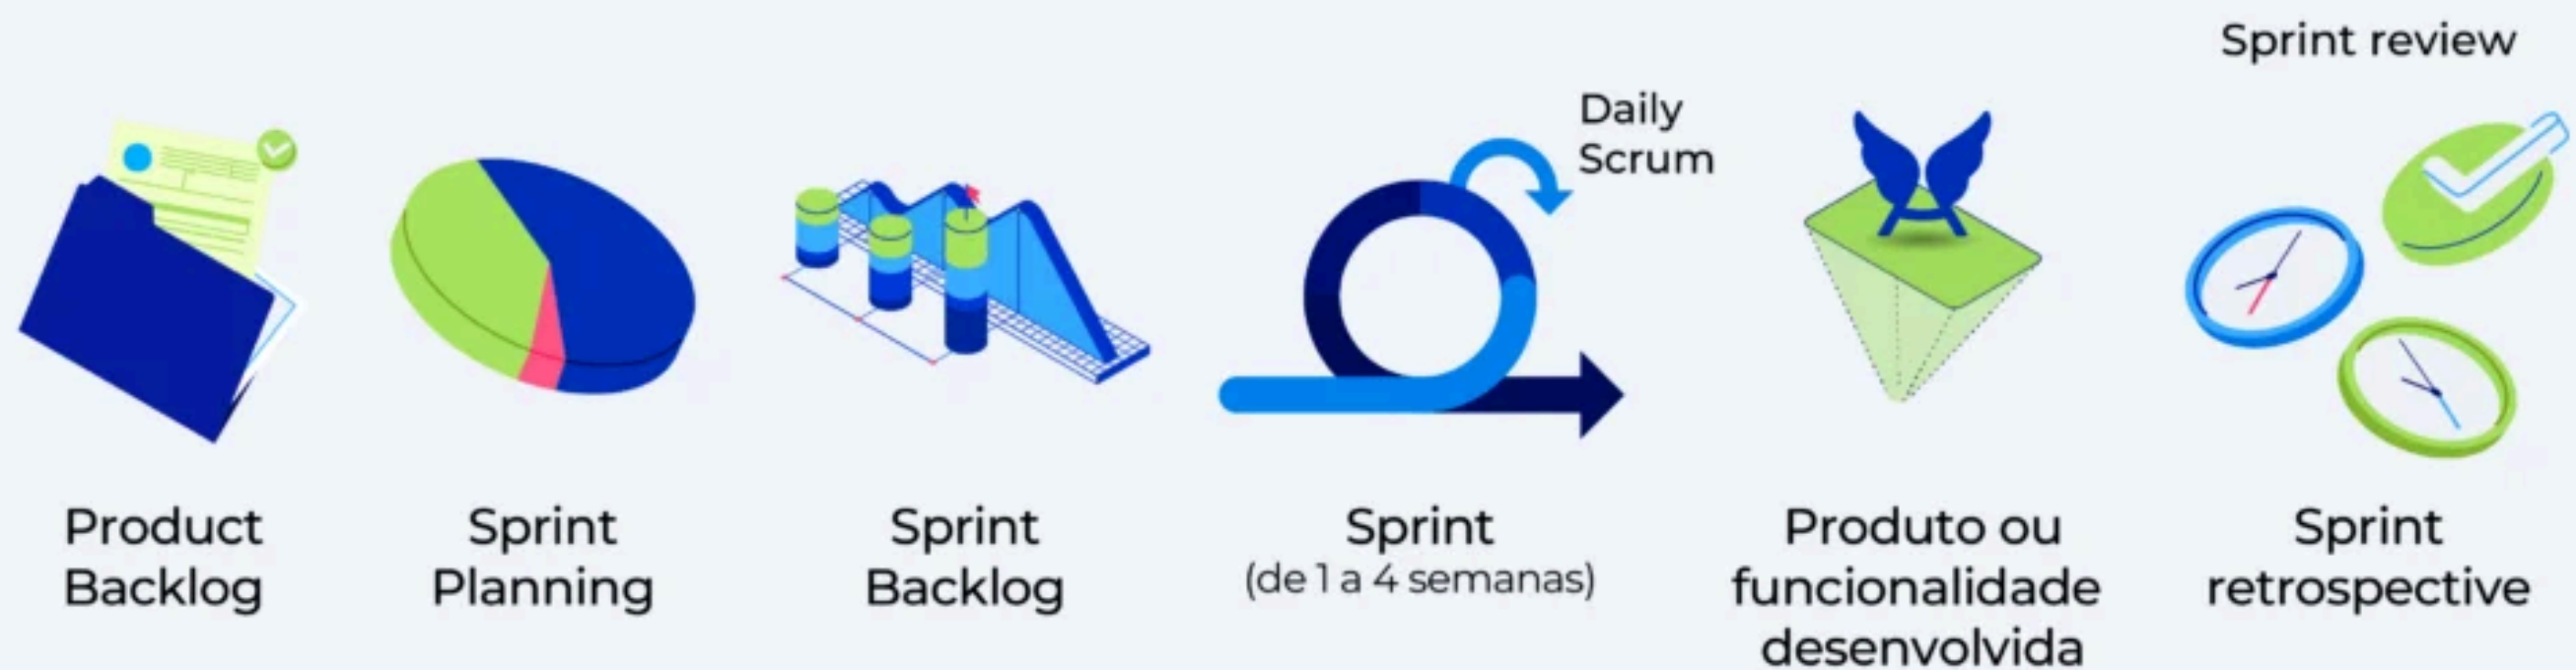 Product
Backlog
Sprint
Planning
Sprint
Backlog
Daily
Scrum
Sprint
(de 1 a 4 semanas)
Produto ou
funcionalidade
desenvolvida
Sprint review
Sprint
retrospective